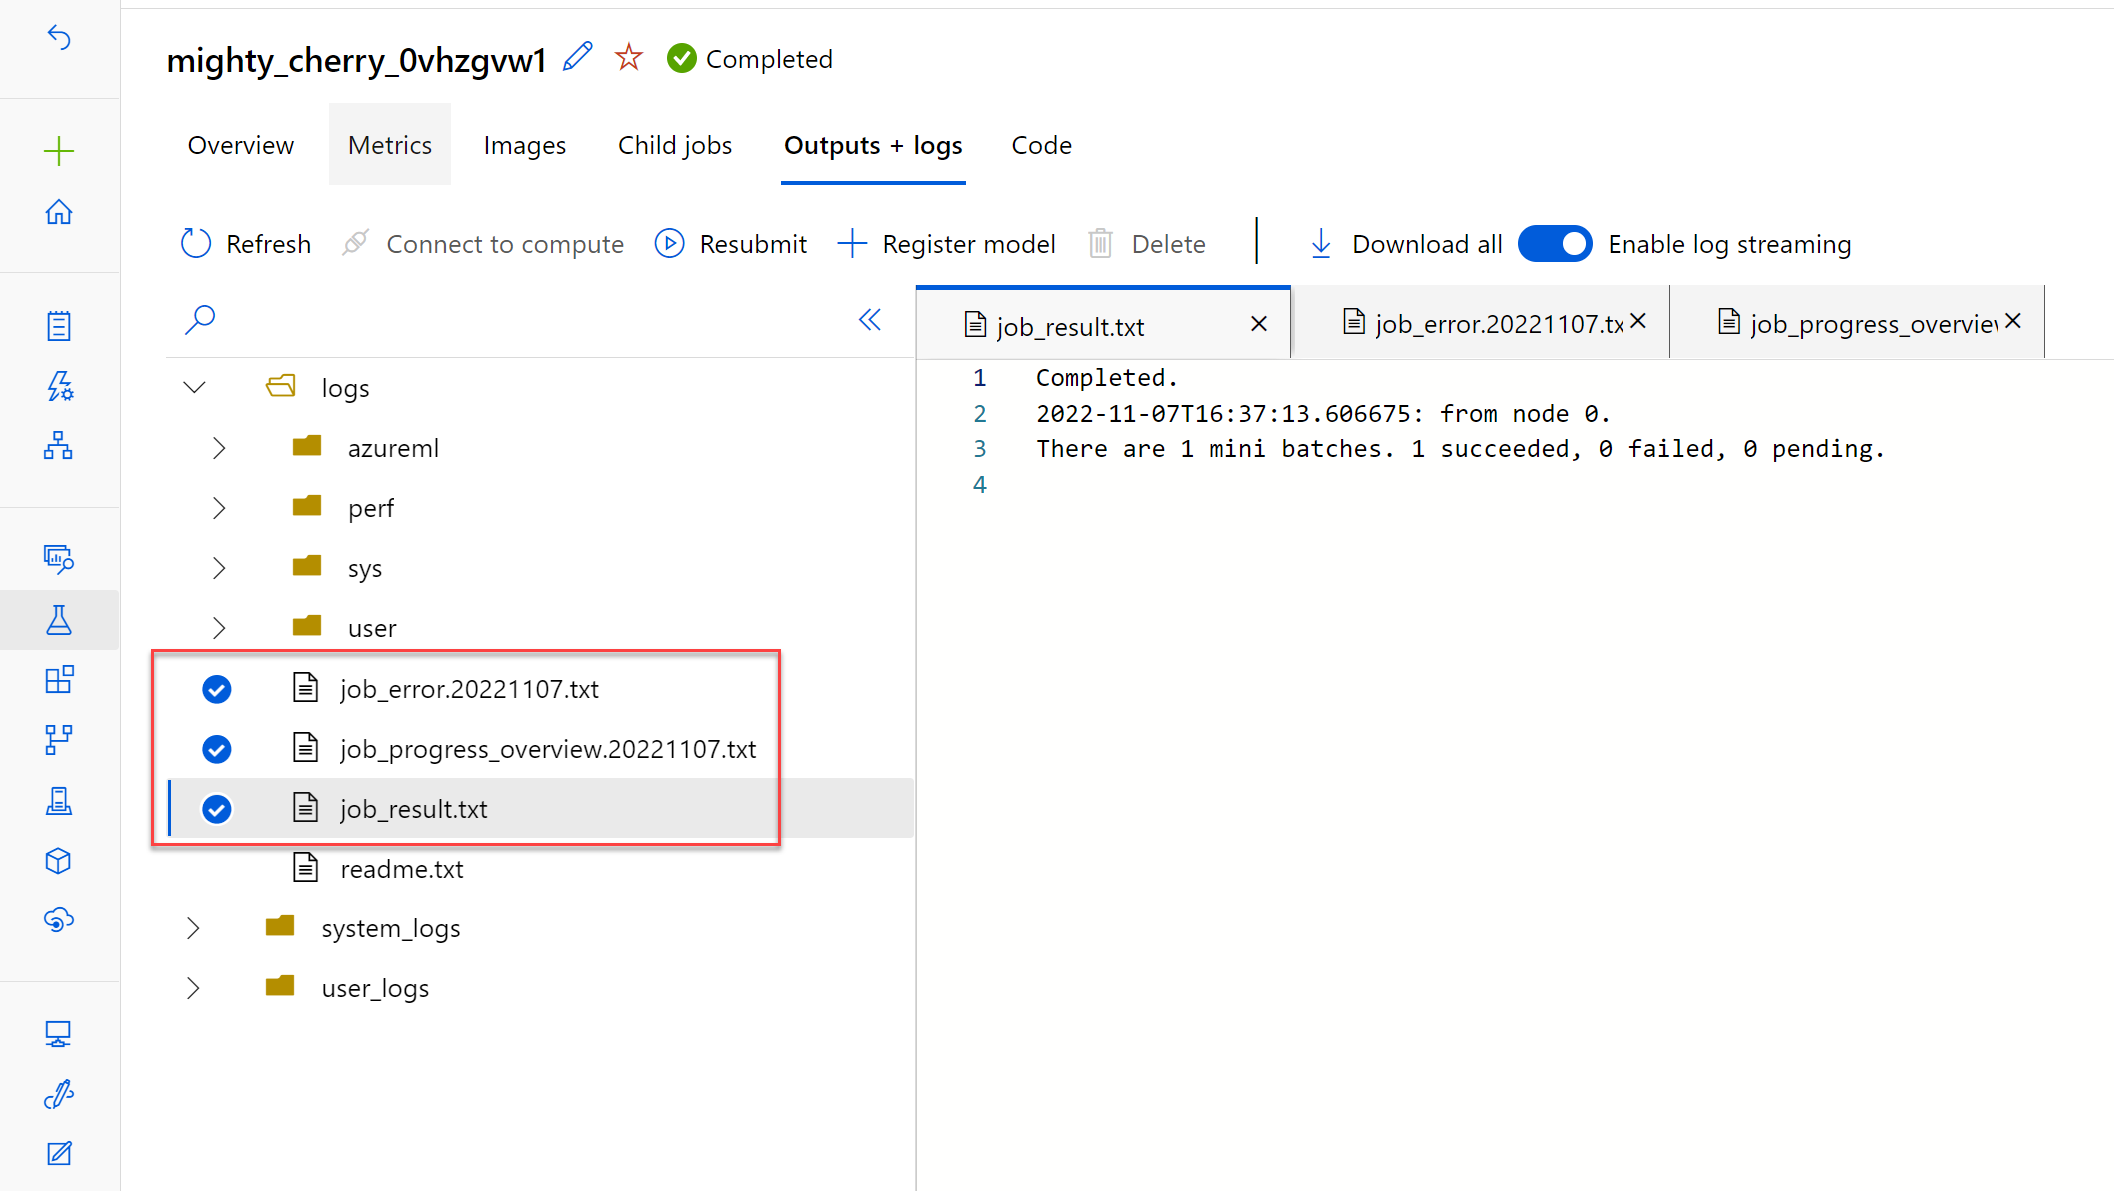 mighty_cherry_0vhzgvw1 Completed
Overview Metrics Images Child jobs Outputs + logs Code
Refresh Connect to compute Resubmit Register model Delete Download all Enable log streaming
job_result.txt job_error.20221107.tx job_progress_overview
logs
azureml
perf
sys
user
job_error.20221107.txt
job_progress_overview.20221107.txt
job_result.txt
readme.txt
system_logs
user_logs
1 Completed.
2 2022-11-07T16:37:13.606675: from node 0.
3 There are 1 mini batches. 1 succeeded, 0 failed, 0 pending.
4